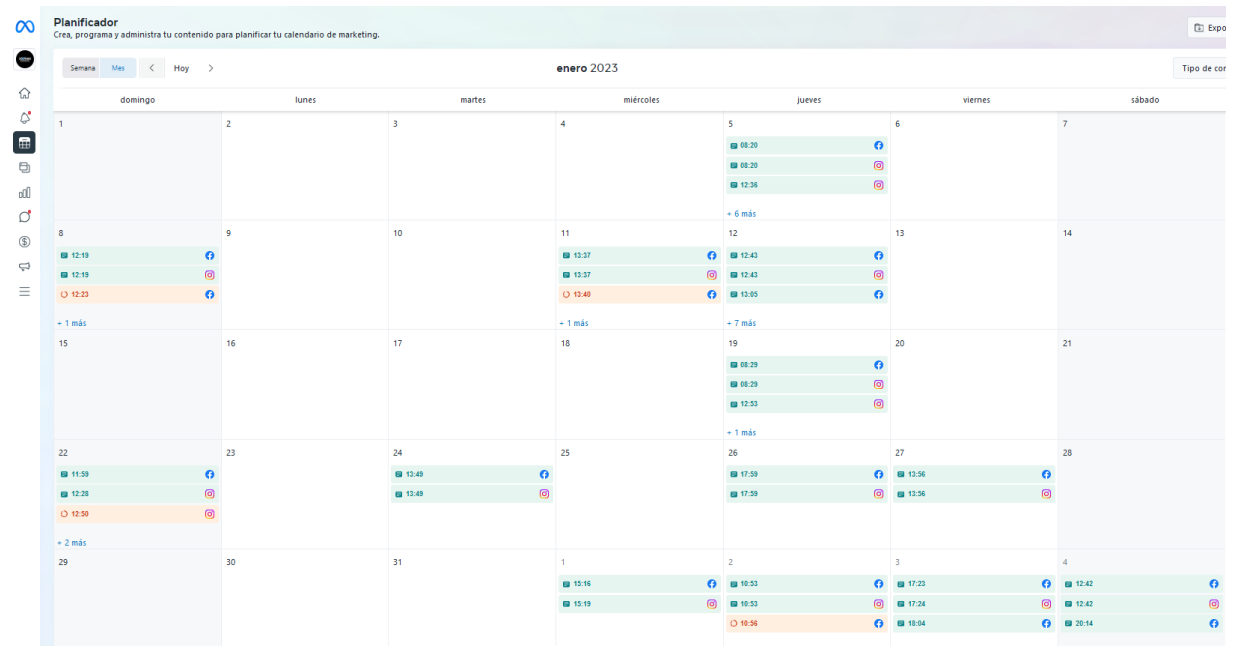 Planificador
Crea, programa y administra tu contenido para planificar tu calendario de marketing.
Expo
Semana Mes Hoy enero 2023 Tipo de cor
domingo lunes martes miércoles jueves viernes sábado
1 2 3 4 5 6 7
08:20
08:20
12:36
+ 6 más
8 9 10 11 12 13 14
12:19 13:37 12:43
12:19 13:37 12:43
12:23 13:40 13:05
+ 1 más + 1 más + 7 más
15 16 17 18 19 20 21
08:29
08:29
12:53
+ 1 más
22 23 24 25 26 27 28
11:59 13:49 17:59 13:56
12:28 13:49 17:59 13:56
12:50
+ 2 más
29 30 31 1 2 3 4
15:16 10:53 17:23 12:42
15:19 10:53 17:24 12:42
10:56 18:04 20:14